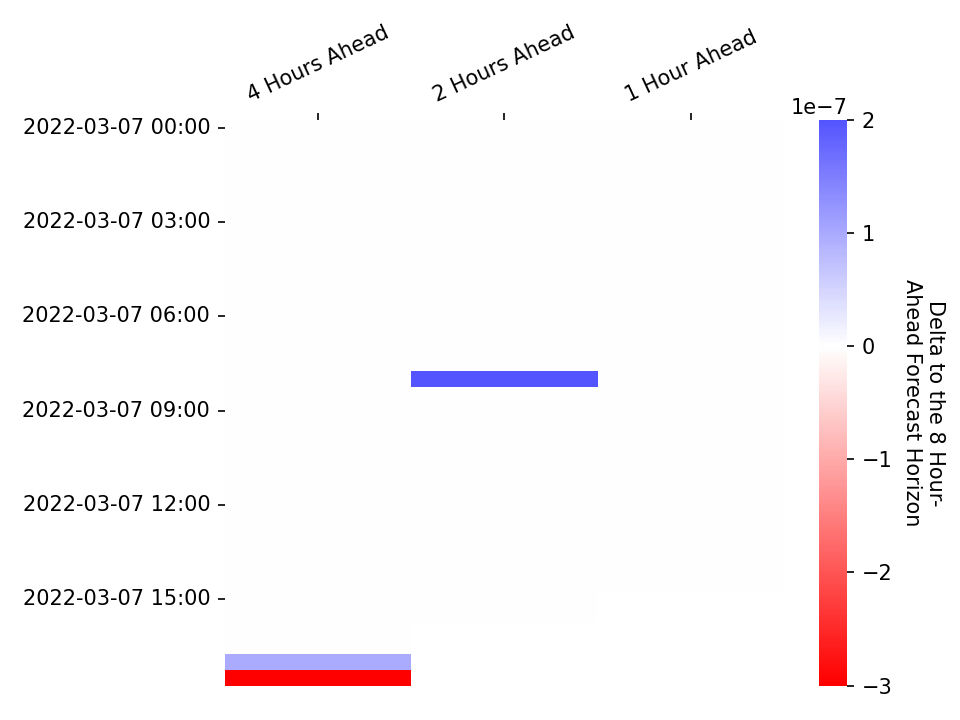 4 Hours Ahead
2 Hours Ahead
1 Hour Ahead
1e−7
2022-03-07 00:00
2022-03-07 03:00
2022-03-07 06:00
2022-03-07 09:00
2022-03-07 12:00
2022-03-07 15:00
2
1
0
−1
−2
−3
Delta to the 8 Hour-
Ahead Forecast Horizon